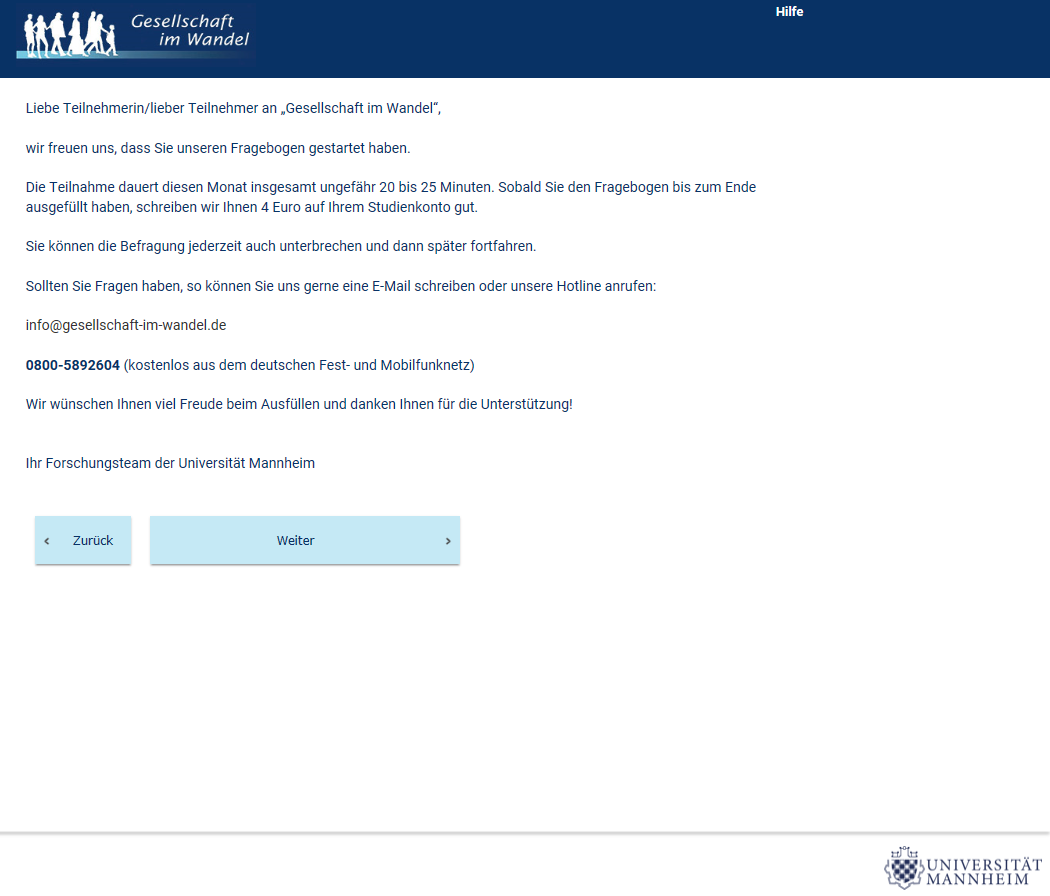 Gesellschaft
im Wandel
Hilfe
Liebe Teilnehmerin/lieber Teilnehmer an „Gesellschaft im Wandel“,
wir freuen uns, dass Sie unseren Fragebogen gestartet haben.
Die Teilnahme dauert diesen Monat insgesamt ungefähr 20 bis 25 Minuten. Sobald Sie den Fragebogen bis zum Ende
ausgefüllt haben, schreiben wir Ihnen 4 Euro auf Ihrem Studienkonto gut.
Sie können die Befragung jederzeit auch unterbrechen und dann später fortfahren.
Sollten Sie Fragen haben, so können Sie uns gerne eine E-Mail schreiben oder unsere Hotline anrufen:
info@gesellschaft-im-wandel.de
0800-5892604 (kostenlos aus dem deutschen Fest- und Mobilfunknetz)
Wir wünschen Ihnen viel Freude beim Ausfüllen und danken Ihnen für die Unterstützung!
Ihr Forschungsteam der Universität Mannheim
‹ Zurück
Weiter ›
UNIVERSITÄT
MANNHEIM